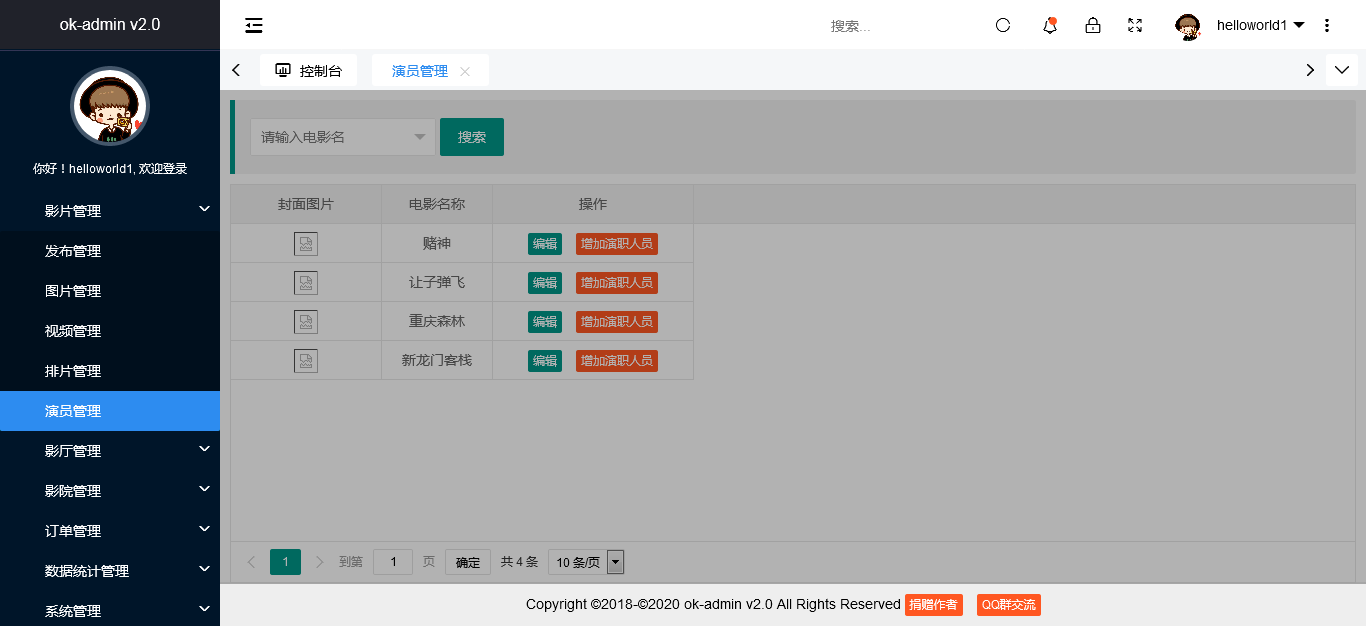 ok-admin v2.0
搜索...
helloworld1
控制台
演员管理
你好！helloworld1, 欢迎登录
影片管理
发布管理
图片管理
视频管理
排片管理
演员管理
影厅管理
影院管理
订单管理
数据统计管理
系统管理
请输入电影名
搜索
封面图片 电影名称 操作
赌神 编辑 增加演职人员
让子弹飞 编辑 增加演职人员
重庆森林 编辑 增加演职人员
新龙门客栈 编辑 增加演职人员
1 到第 1 页 确定 共 4 条 10 条/页
Copyright ©2018-©2020 ok-admin v2.0 All Rights Reserved 捐赠作者 QQ群交流